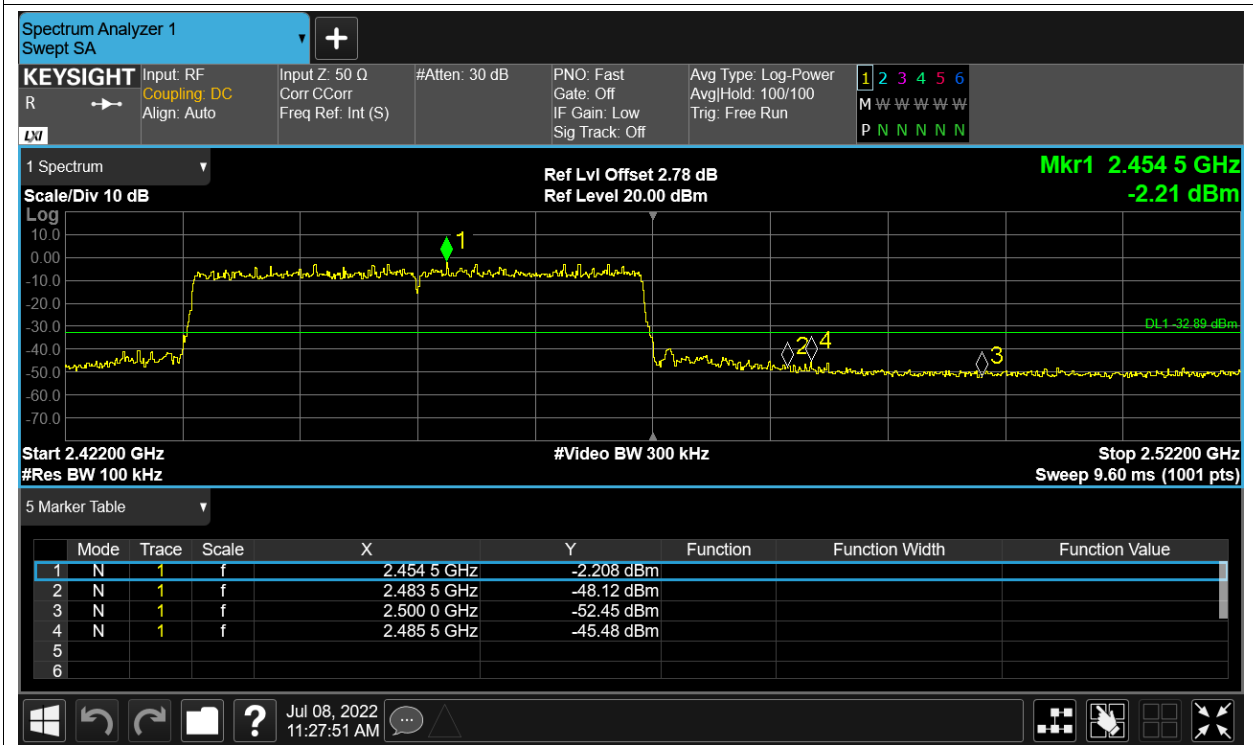 Spectrum Analyzer 1
Swept SA
KEYSIGHT
R
LXI
Input: RF
Coupling: DC
Align: Auto
Input Z: 50 Ω
Corr CCorr
Freq Ref: Int (S)
#Atten: 30 dB
PNO: Fast
Gate: Off
IF Gain: Low
Sig Track: Off
Avg Type: Log-Power
Avg|Hold: 100/100
Trig: Free Run
1 2 3 4 5 6
M W W W W W
P N N N N N
1 Spectrum
Scale/Div 10 dB
Ref Lvl Offset 2.78 dB
Ref Level 20.00 dBm
Mkr1 2.454 5 GHz
-2.21 dBm
Log
10.0
0.00
-10.0
-20.0
-30.0
-40.0
-50.0
-60.0
-70.0
1
2
4
3
DL1 -32.89 dBm
Start 2.42200 GHz
#Res BW 100 kHz
#Video BW 300 kHz
Stop 2.52200 GHz
Sweep 9.60 ms (1001 pts)
5 Marker Table
Mode Trace Scale X Y Function Function Width Function Value
1 N 1 f 2.454 5 GHz -2.208 dBm
2 N 1 f 2.483 5 GHz -48.12 dBm
3 N 1 f 2.500 0 GHz -52.45 dBm
4 N 1 f 2.485 5 GHz -45.48 dBm
5
6
?
Jul 08, 2022
11:27:51 AM